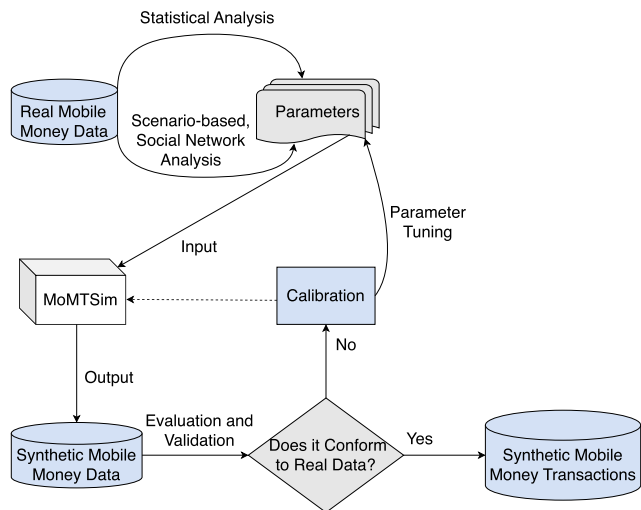 Statistical Analysis
Real Mobile
Money Data
Scenario-based,
Social Network
Analysis
Parameters
Parameter
Tuning
Input
MoMTSim
Calibration
No
Output
Evaluation and
Validation
Synthetic Mobile
Money Data
Does it Conform
to Real Data?
Yes
Synthetic Mobile
Money Transactions